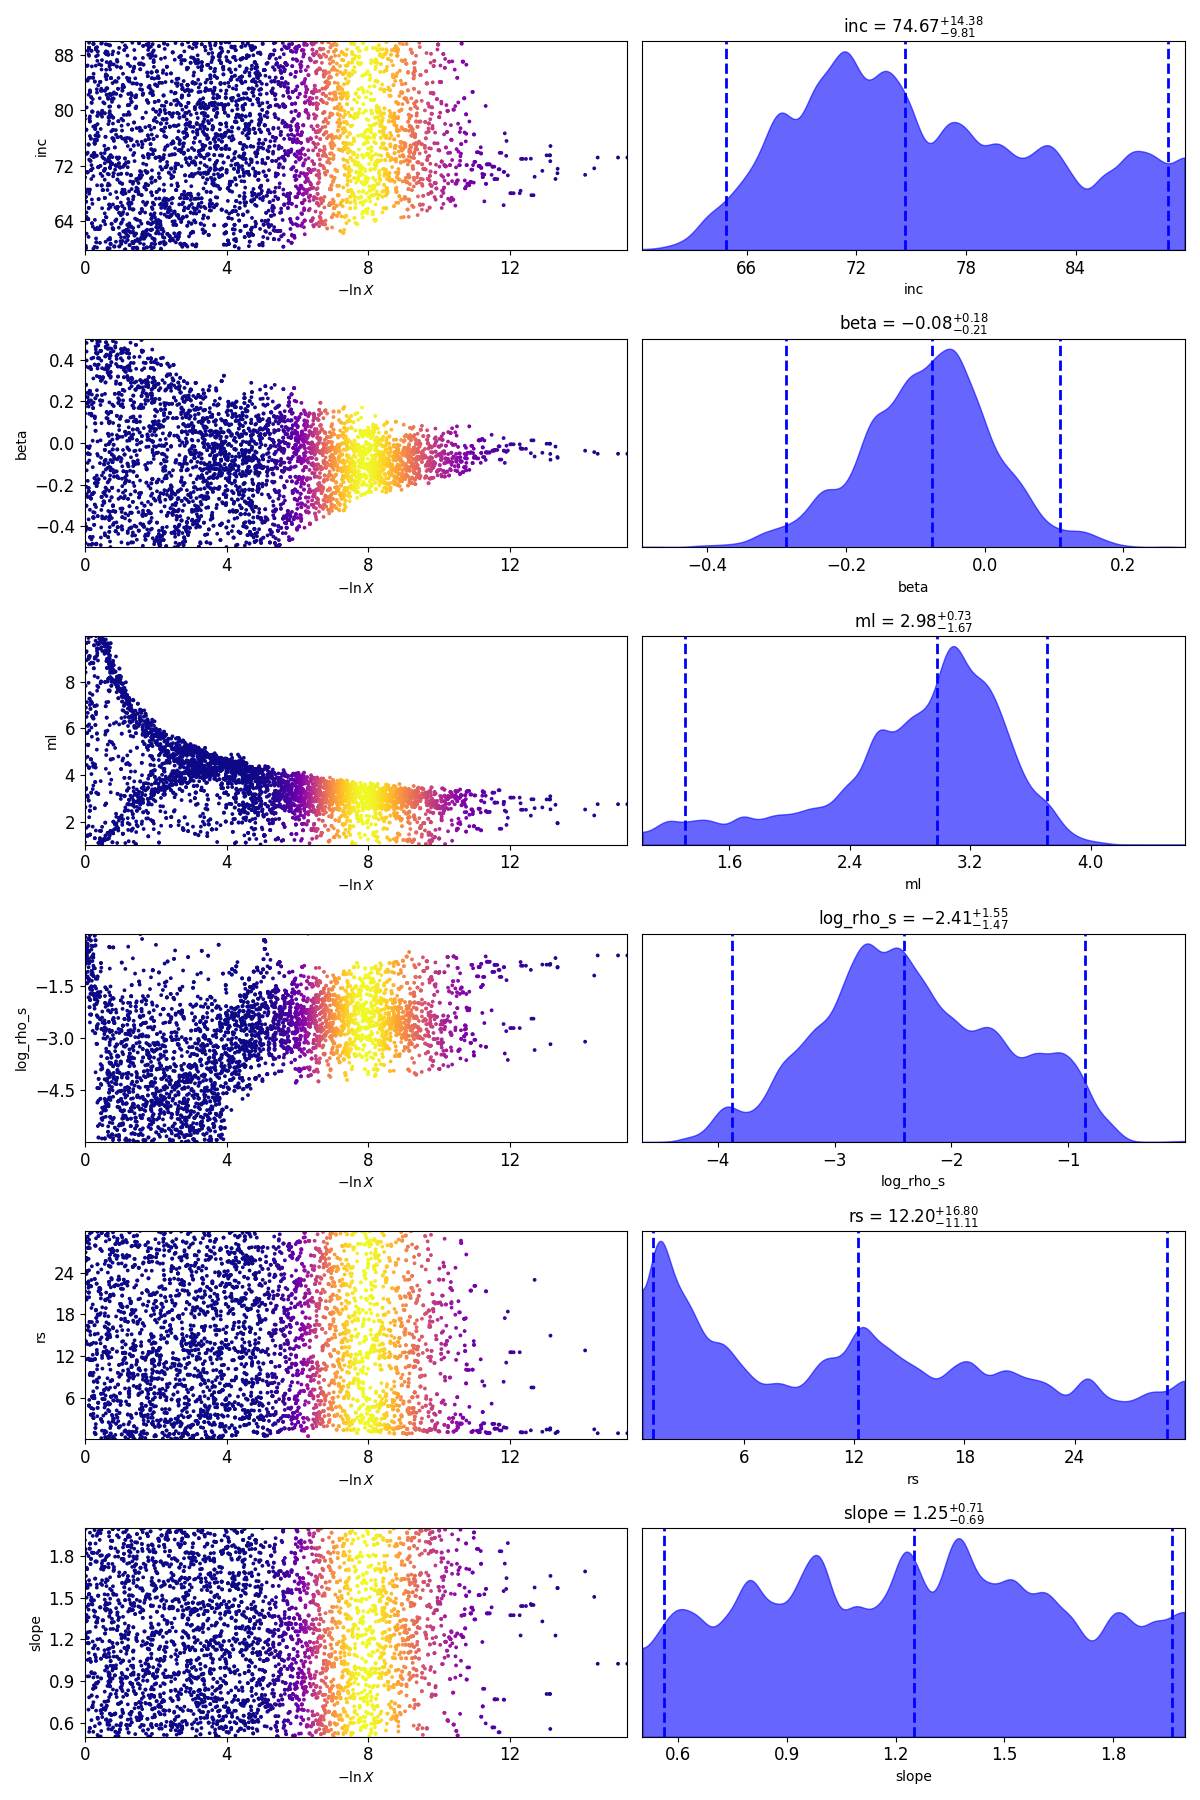 inc = 74.67+14.38−9.81
88
80
72
64
inc
0 4 8 12
−ln X
66 72 78 84
inc
beta = −0.08+0.18−0.21
0.4
0.2
0.0
−0.2
−0.4
beta
0 4 8 12
−ln X
−0.4 −0.2 0.0 0.2
beta
ml = 2.98+0.73−1.67
8
6
4
2
ml
0 4 8 12
−ln X
1.6 2.4 3.2 4.0
ml
log_rho_s = −2.41+1.55−1.47
−1.5
−3.0
−4.5
log_rho_s
0 4 8 12
−ln X
−4 −3 −2 −1
log_rho_s
rs = 12.20+16.80−11.11
24
18
12
6
rs
0 4 8 12
−ln X
6 12 18 24
rs
slope = 1.25+0.71−0.69
1.8
1.5
1.2
0.9
0.6
slope
0 4 8 12
−ln X
0.6 0.9 1.2 1.5 1.8
slope